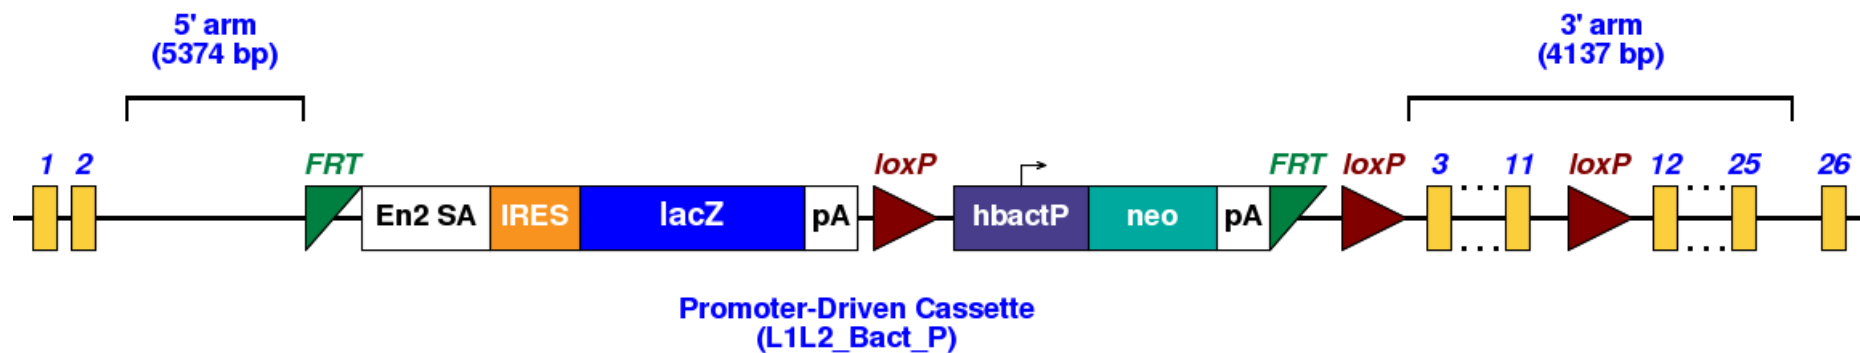 5' arm
(5374 bp)
3' arm
(4137 bp)
1 2 FRT loxP FRT loxP 3 ... 11 loxP 12 ... 25 26
En2 SA IRES lacZ pA hbactP neo pA
... ...
Promoter-Driven Cassette
(L1L2_Bact_P)